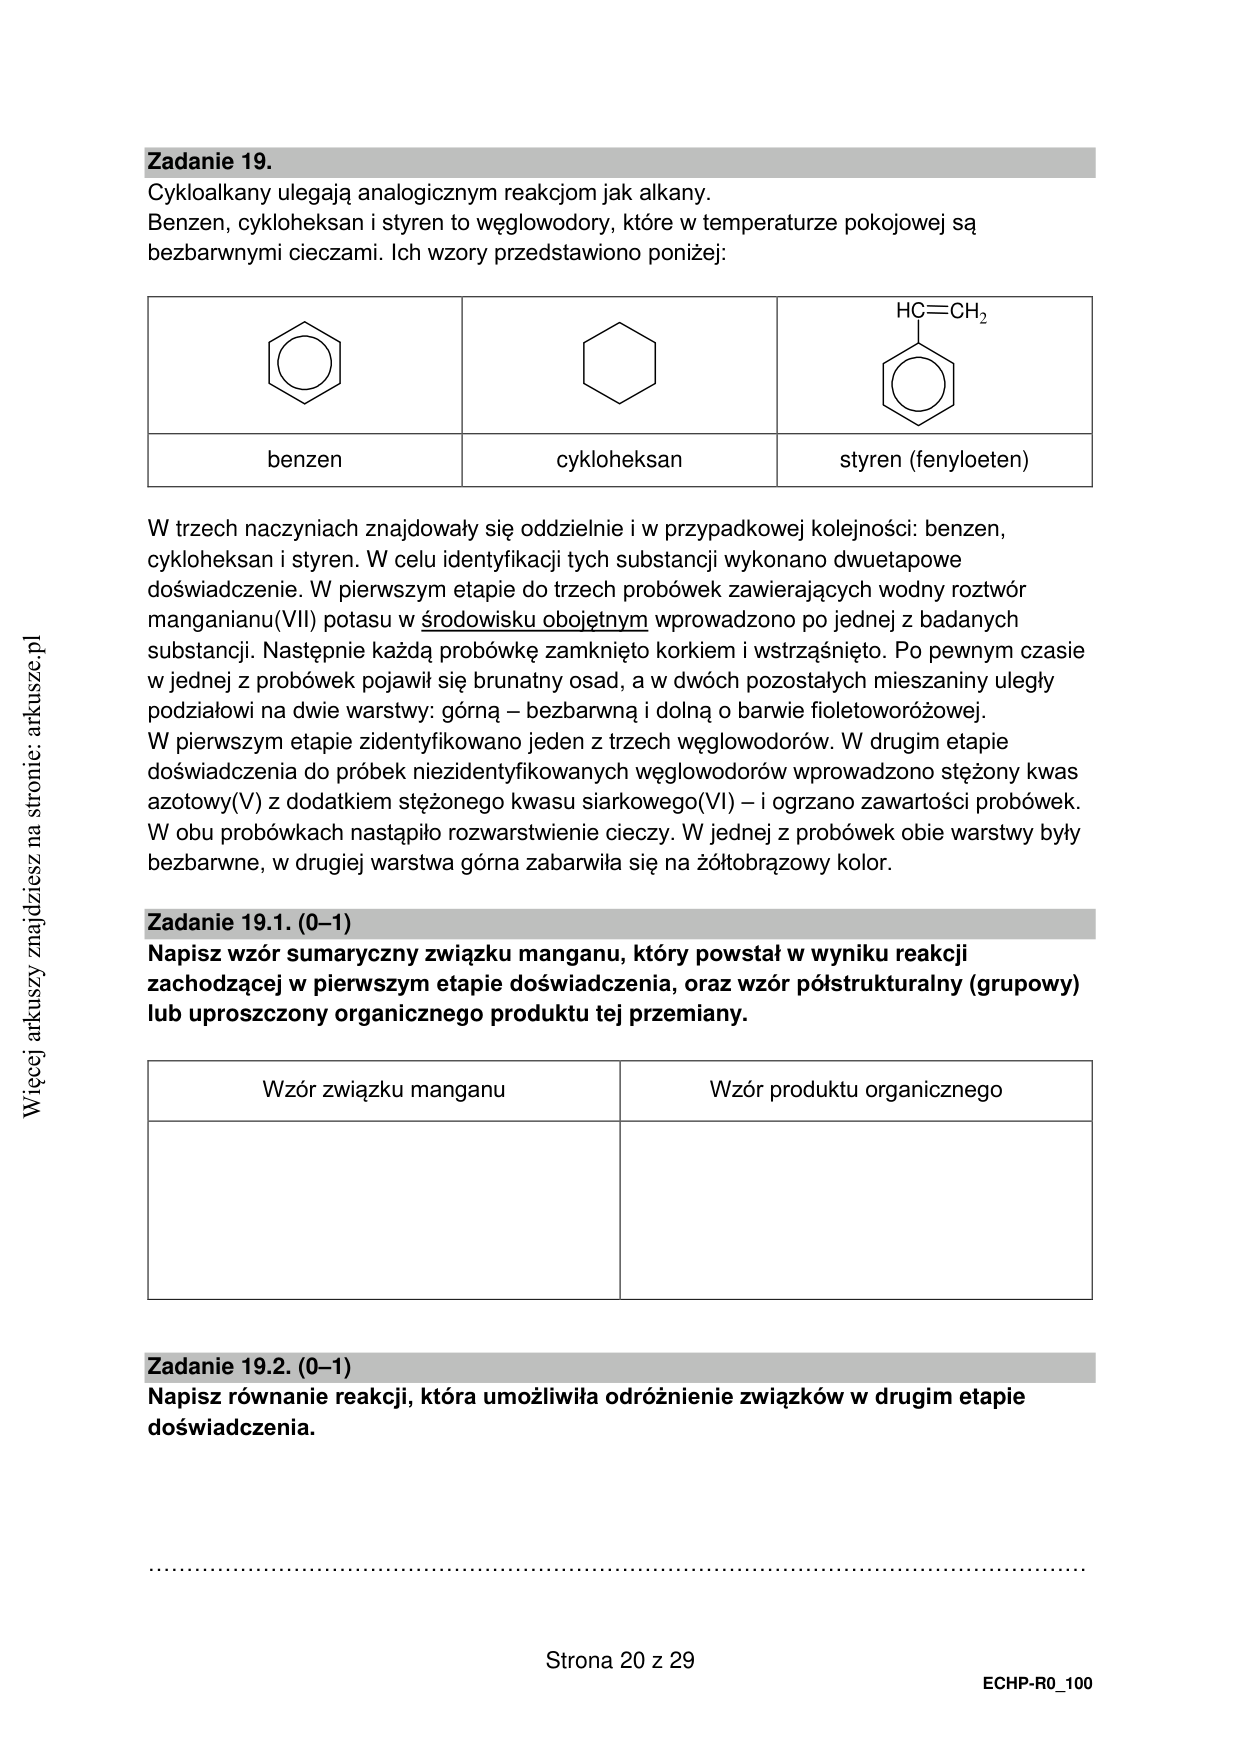 Zadanie 19.
Cykloalkany ulegają analogicznym reakcjom jak alkany.
Benzen, cykloheksan i styren to węglowodory, które w temperaturze pokojowej są
bezbarwnymi cieczami. Ich wzory przedstawiono poniżej:
HC=CH2
benzen
cykloheksan
styren (fenyloeten)
W trzech naczyniach znajdowały się oddzielnie i w przypadkowej kolejności: benzen,
cykloheksan i styren. W celu identyfikacji tych substancji wykonano dwuetapowe
doświadczenie. W pierwszym etapie do trzech probówek zawierających wodny roztwór
manganianu(VII) potasu w środowisku obojętnym wprowadzono po jednej z badanych
substancji. Następnie każdą probówkę zamknięto korkiem i wstrząśnięto. Po pewnym czasie
w jednej z probówek pojawił się brunatny osad, a w dwóch pozostałych mieszaniny uległy
podziałowi na dwie warstwy: górną – bezbarwną i dolną o barwie fioletoworóżowej.
W pierwszym etapie zidentyfikowano jeden z trzech węglowodorów. W drugim etapie
doświadczenia do próbek niezidentyfikowanych węglowodorów wprowadzono stężony kwas
azotowy(V) z dodatkiem stężonego kwasu siarkowego(VI) – i ogrzano zawartości probówek.
W obu probówkach nastąpiło rozwarstwienie cieczy. W jednej z probówek obie warstwy były
bezbarwne, w drugiej warstwa górna zabarwiła się na żółtobrązowy kolor.
Zadanie 19.1. (0–1)
Napisz wzór sumaryczny związku manganu, który powstał w wyniku reakcji
zachodzącej w pierwszym etapie doświadczenia, oraz wzór półstrukturalny (grupowy)
lub uproszczony organicznego produktu tej przemiany.
Wzór związku manganu
Wzór produktu organicznego
Zadanie 19.2. (0–1)
Napisz równanie reakcji, która umożliwiła odróżnienie związków w drugim etapie
doświadczenia.
Strona 20 z 29
ECHP-R0_100
Więcej arkuszy znajdziesz na stronie: arkusze.pl